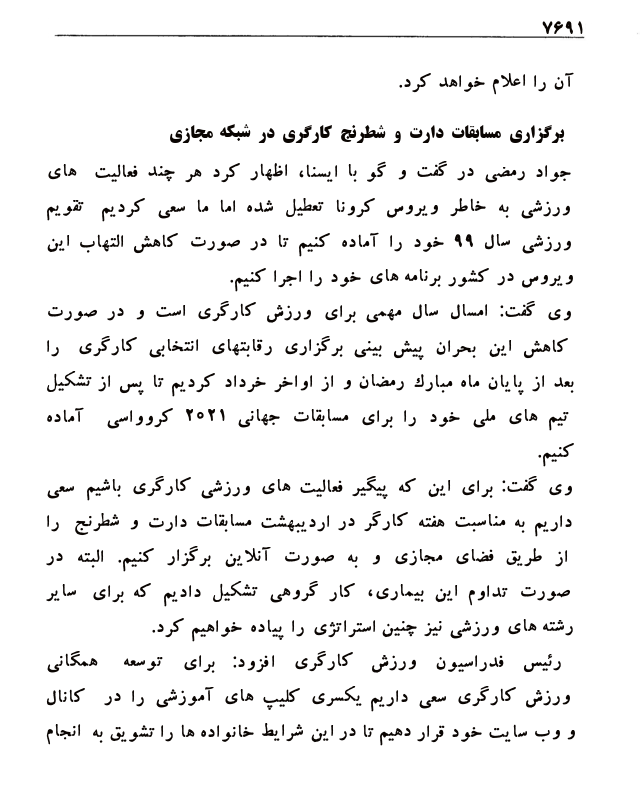 ۷۶۹۱
آن را اعلام خواهد کرد.
برگزاری مسابقات دارت و شطرنج کارگری در شبکه مجازی
جواد رمضی در گفت و گو با ایسنا، اظهار کرد هر چند فعالیت های
ورزشی به خاطر ویروس کرونا تعطیل شده اما ما سعی کردیم تقویم
ورزشی سال ۹۹ خود را آماده کنیم تا در صورت کاهش التهاب این
ویروس در کشور برنامه های خود را اجرا کنیم.
وی گفت: امسال سال مهمی برای ورزش کارگری است و در صورت
کاهش این بحران پیش بینی برگزاری رقابتهای انتخابی کارگری را
بعد از پایان ماه مبارك رمضان و از اواخر خرداد کردیم تا پس از تشکیل
تیم های ملی خود را برای مسابقات جهانی ۲۰۲۱ کروواسی آماده
کنیم.
وی گفت: برای این که پیگیر فعالیت های ورزشی کارگری باشیم سعی
داریم به مناسبت هفته کارگر در اردیبهشت مسابقات دارت و شطرنج را
از طریق فضای مجازی و به صورت آنلاین برگزار کنیم. البته در
صورت تداوم این بیماری، کار گروهی تشکیل دادیم که برای سایر
رشته های ورزشی نیز چنین استراتژی را پیاده خواهیم کرد.
رئیس فدراسیون ورزش کارگری افزود: برای توسعه همگانی
ورزش کارگری سعی داریم یکسری کلیپ های آموزشی را در کانال
و وب سایت خود قرار دهیم تا در این شرایط خانواده ها را تشویق به انجام